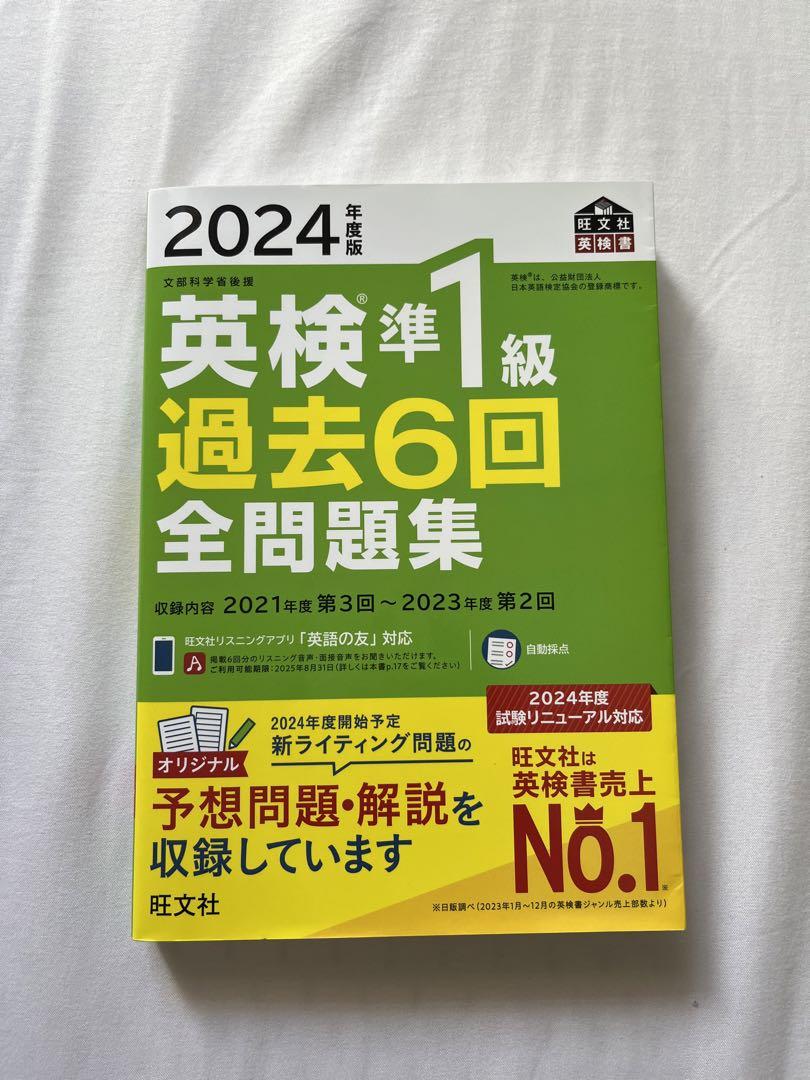 2024年度版
旺文社
英検書
文部科学省後援
英検®は、公益財団法人
日本英語検定協会の登録商標です。
英検®準1級
過去6回
全問題集
収録内容 2021年度 第3回～2023年度 第2回
旺文社リスニングアプリ「英語の友」対応
掲載6回分のリスニング音声・面接音声をお聞きいただけます。
ご利用可能期限：2025年8月31日（詳しくは本書p.17をご覧ください）
自動採点
2024年度
試験リニューアル対応
2024年度開始予定
新ライティング問題の
オリジナル
予想問題・解説を
収録しています
旺文社は
英検書売上
No.1※
旺文社
※日販調べ（2023年1月～12月の英検書ジャンル売上部数より）